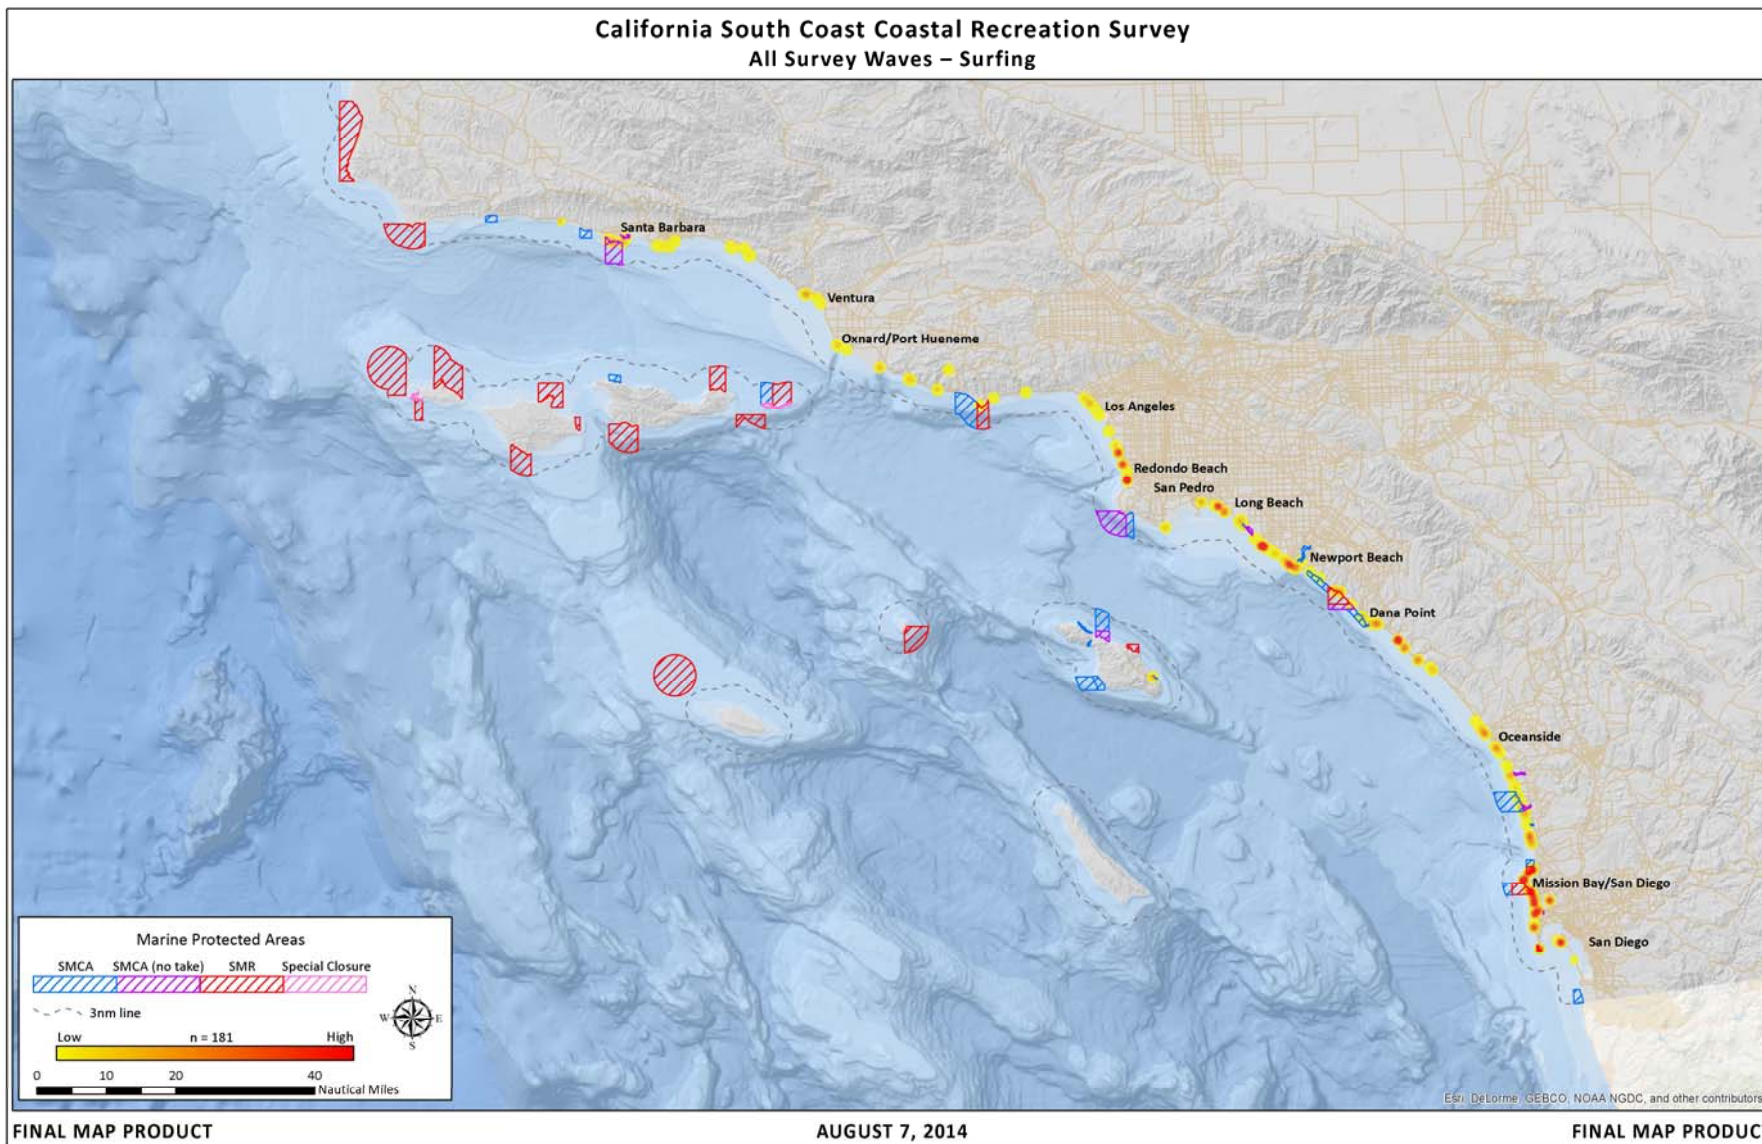 California South Coast Coastal Recreation Survey
All Survey Waves – Surfing
Santa Barbara
Ventura
Oxnard/Port Hueneme
Los Angeles
Redondo Beach
San Pedro
Long Beach
Newport Beach
Dana Point
Oceanside
Mission Bay/San Diego
San Diego
Marine Protected Areas
SMCA SMCA (no take) SMR Special Closure
3nm line
N
W E
S
Low n = 181 High
0 10 20 40
Nautical Miles
Esri, DeLorme, GEBCO, NOAA NGDC, and other contributors
FINAL MAP PRODUCT AUGUST 7, 2014 FINAL MAP PRODUC